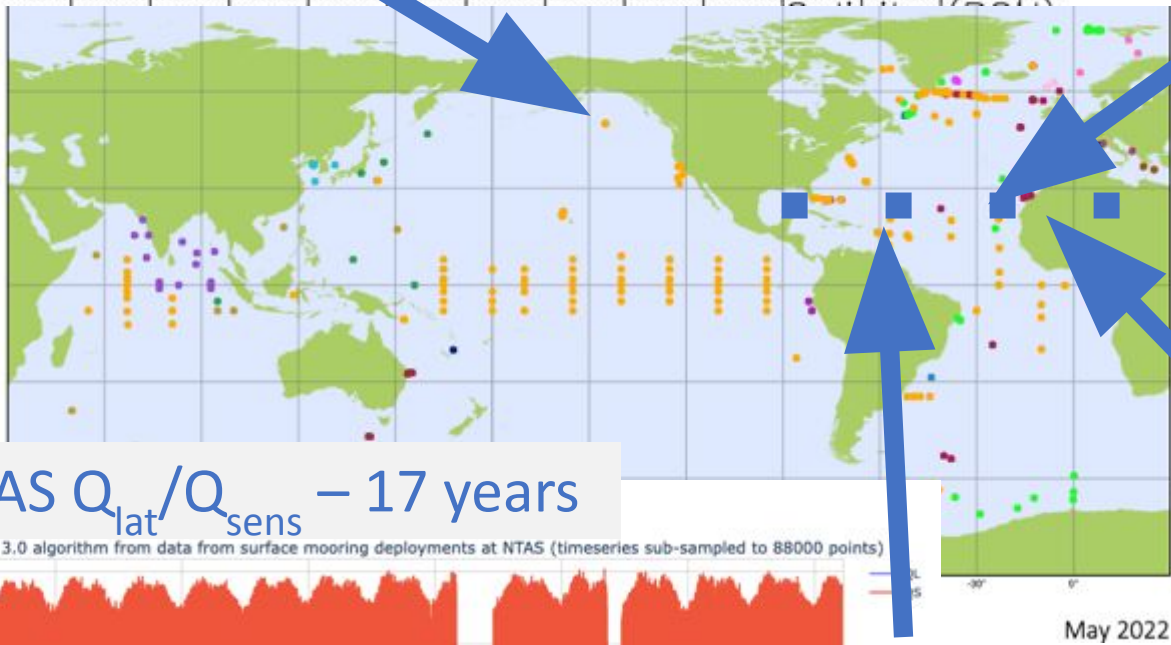 AS Qlat/Qsens – 17 years
3.0 algorithm from data from surface mooring deployments at NTAS (timeseries sub-sampled to 88000 points)
-30° 0°
May 2022